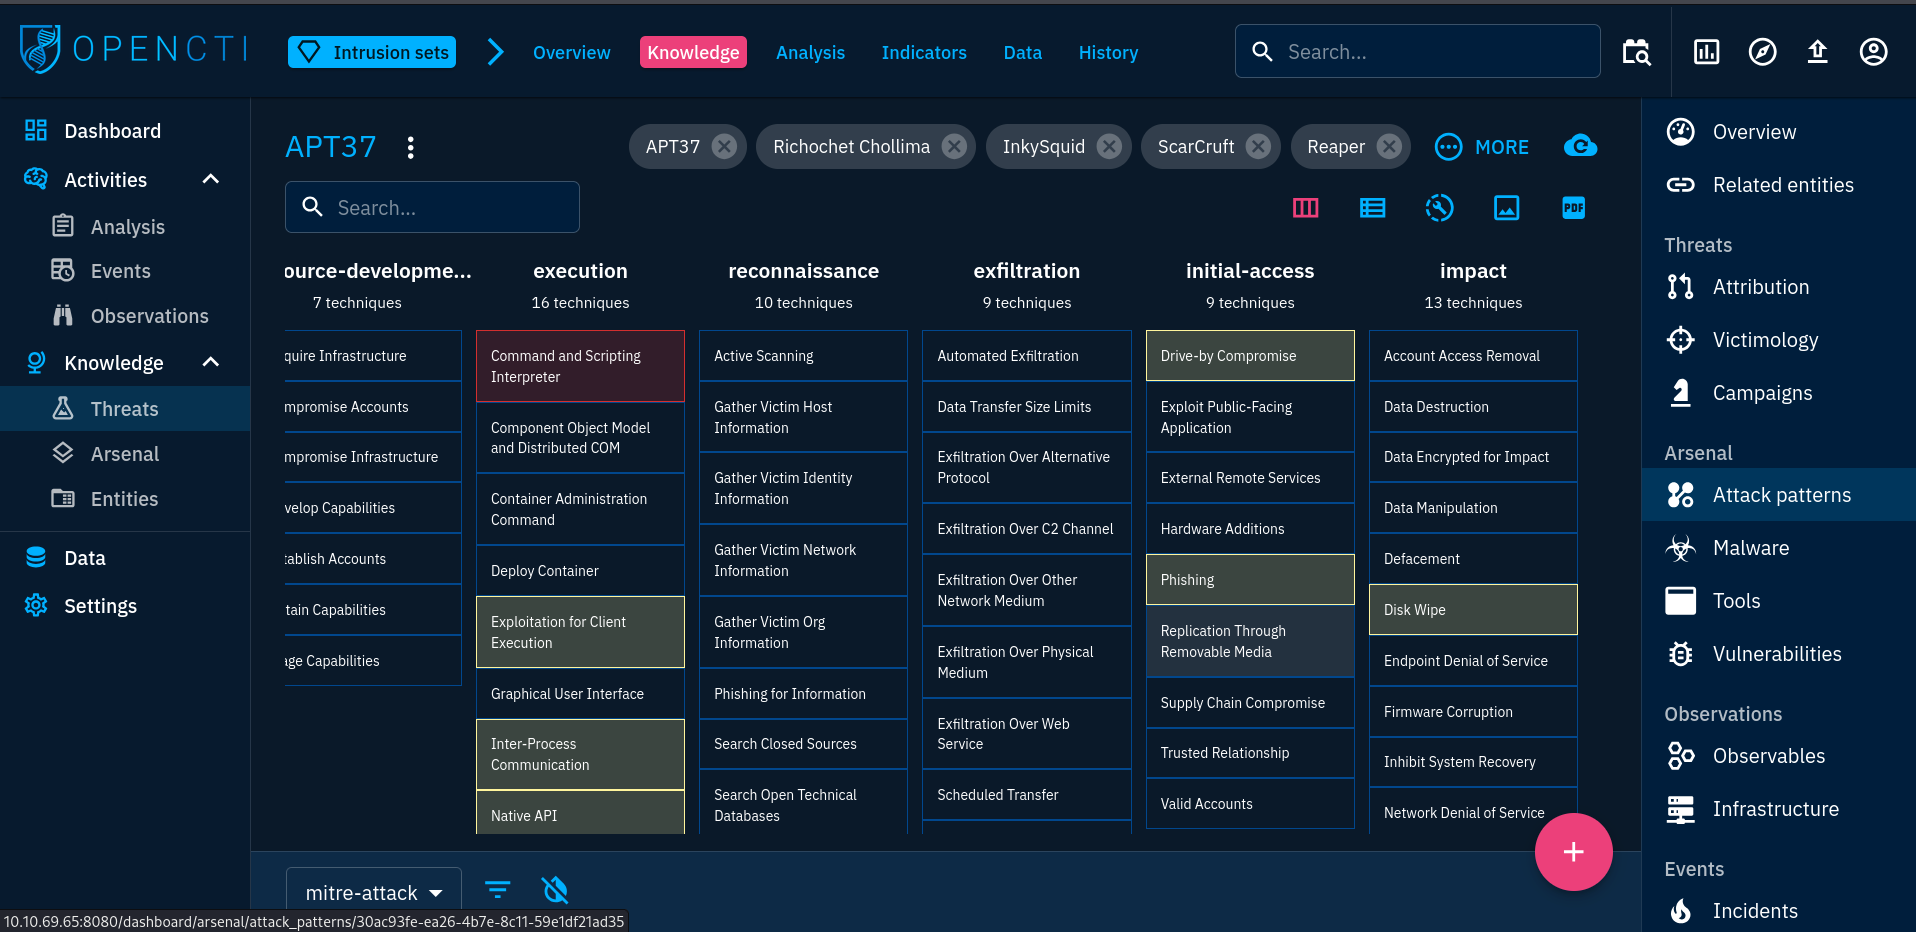 OPENCTI
Intrusion sets
Overview
Knowledge
Analysis
Indicators
Data
History
Search...
Dashboard
Activities
Analysis
Events
Observations
Knowledge
Threats
Arsenal
Entities
Data
Settings
APT37
APT37
Richochet Chollima
InkySquid
ScarCruft
Reaper
MORE
Search...
PDF
ource-developme...
7 techniques
quire Infrastructure
mpromise Accounts
mpromise Infrastructure
velop Capabilities
tablish Accounts
tain Capabilities
age Capabilities
execution
16 techniques
Command and Scripting
Interpreter
Component Object Model
and Distributed COM
Container Administration
Command
Deploy Container
Exploitation for Client
Execution
Graphical User Interface
Inter-Process
Communication
Native API
reconnaissance
10 techniques
Active Scanning
Gather Victim Host
Information
Gather Victim Identity
Information
Gather Victim Network
Information
Gather Victim Org
Information
Phishing for Information
Search Closed Sources
Search Open Technical
Databases
exfiltration
9 techniques
Automated Exfiltration
Data Transfer Size Limits
Exfiltration Over Alternative
Protocol
Exfiltration Over C2 Channel
Exfiltration Over Other
Network Medium
Exfiltration Over Physical
Medium
Exfiltration Over Web
Service
Scheduled Transfer
initial-access
9 techniques
Drive-by Compromise
Exploit Public-Facing
Application
External Remote Services
Hardware Additions
Phishing
Replication Through
Removable Media
Supply Chain Compromise
Trusted Relationship
Valid Accounts
impact
13 techniques
Account Access Removal
Data Destruction
Data Encrypted for Impact
Data Manipulation
Defacement
Disk Wipe
Endpoint Denial of Service
Firmware Corruption
Inhibit System Recovery
Network Denial of Service
+
mitre-attack
10.10.69.65:8080/dashboard/arsenal/attack_patterns/30ac93fe-ea26-4b7e-8c11-59e1df21ad35
Overview
Related entities
Threats
Attribution
Victimology
Campaigns
Arsenal
Attack patterns
Malware
Tools
Vulnerabilities
Observations
Observables
Infrastructure
Events
Incidents